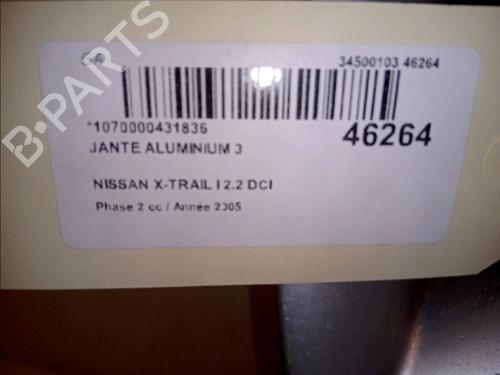 34500103 46264
*1070000431836
46264
JANTE ALUMINIUM 3
NISSAN X-TRAIL I 2.2 DCI
Phase 2 cc / Année 2005
B-PARTS